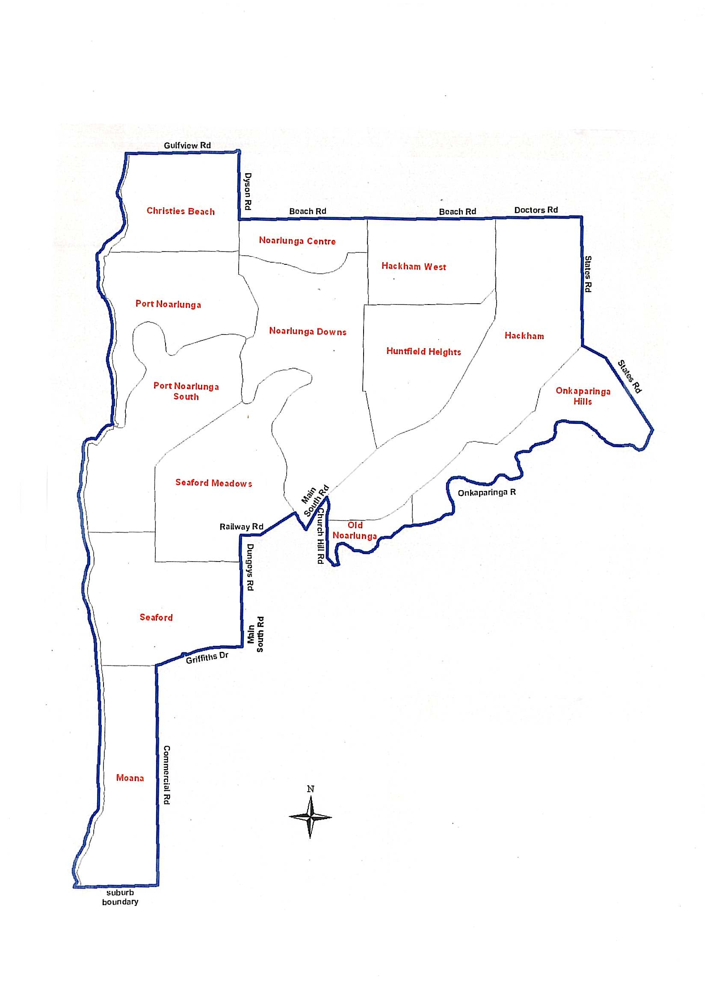 Gulfview Rd
Dyson Rd
Christies Beach
Beach Rd
Beach Rd
Doctors Rd
Noarlunga Centre
Hackham West
States Rd
Port Noarlunga
Noarlunga Downs
Hackham
Huntfield Heights
States Rd
Port Noarlunga
South
Onkaparinga
Hills
Seaford Meadows
Main
South Rd
Onkaparinga R
Railway Rd
Church Hill Rd
Old
Noarlunga
Dungeys Rd
Seaford
Main
South Rd
Griffiths Dr
Commercial Rd
Moana
N
suburb
boundary